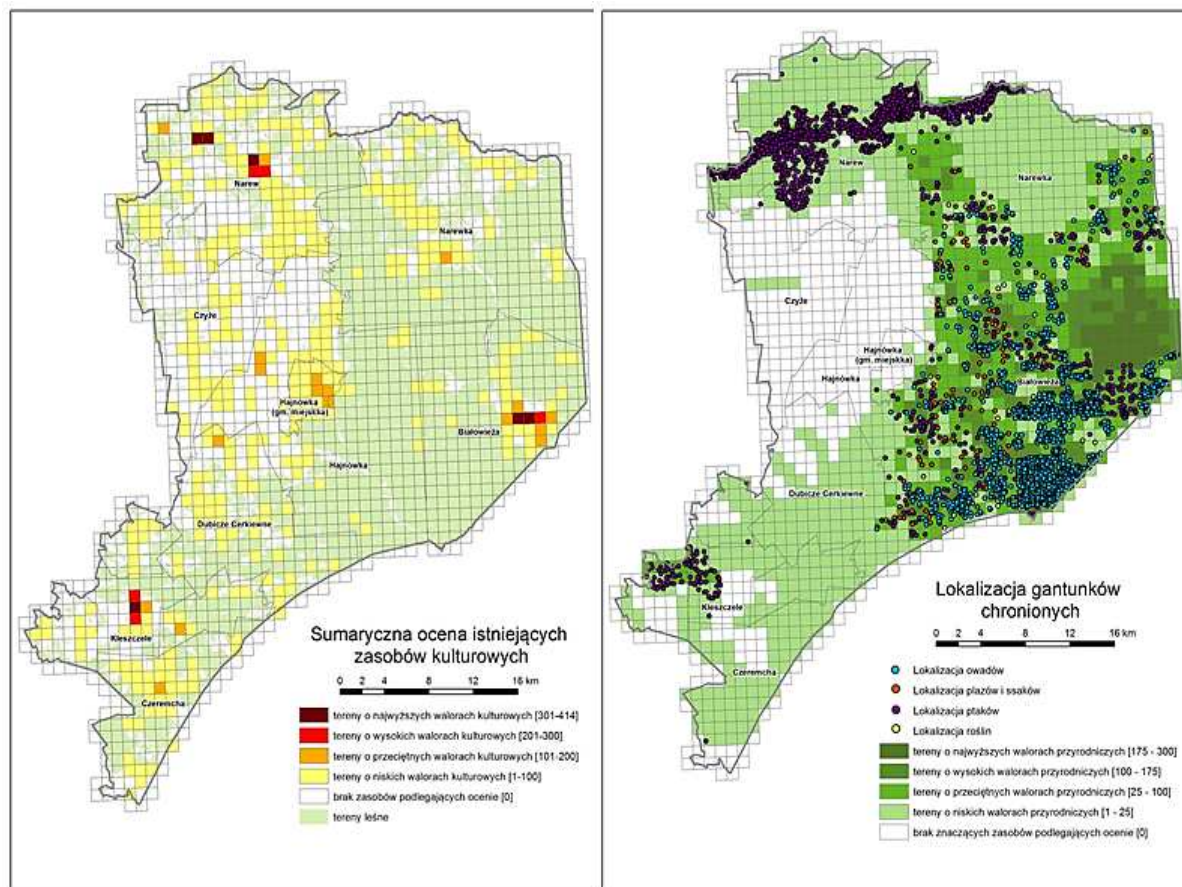 Narew
Narewka
Czyże
Hajnówka
(gm. miejskka)
Białowieża
Hajnówka
Dubicze Cerkiewne
Kleszczele
Czeremcha
Sumaryczna ocena istniejących
zasobów kulturowych
0 2 4 8 12 16 km
tereny o najwyższych walorach kulturowych [301-414]
tereny o wysokich walorach kulturowych [201-300]
tereny o przeciętnych walorach kulturowych [101-200]
tereny o niskich walorach kulturowych [1-100]
brak zasobów podlegających ocenie [0]
tereny leśne
Narew
Narewka
Czyże
Hajnówka
(gm. miejskka)
Hajnówka
Białowieża
Dubicze Cerkiewne
Kleszczele
Czeremcha
Lokalizacja gantunków
chronionych
0 2 4 8 12 16 km
Lokalizacja owadów
Lokalizacja płazów i ssaków
Lokalizacja ptaków
Lokalizacja roślin
tereny o najwyższych walorach przyrodniczych [175 - 300]
tereny o wysokich walorach przyrodniczych [100 - 175]
tereny o przeciętnych walorach przyrodniczych [25 - 100]
tereny o niskich walorach przyrodniczych [1 - 25]
brak znaczących zasobów podlegających ocenie [0]